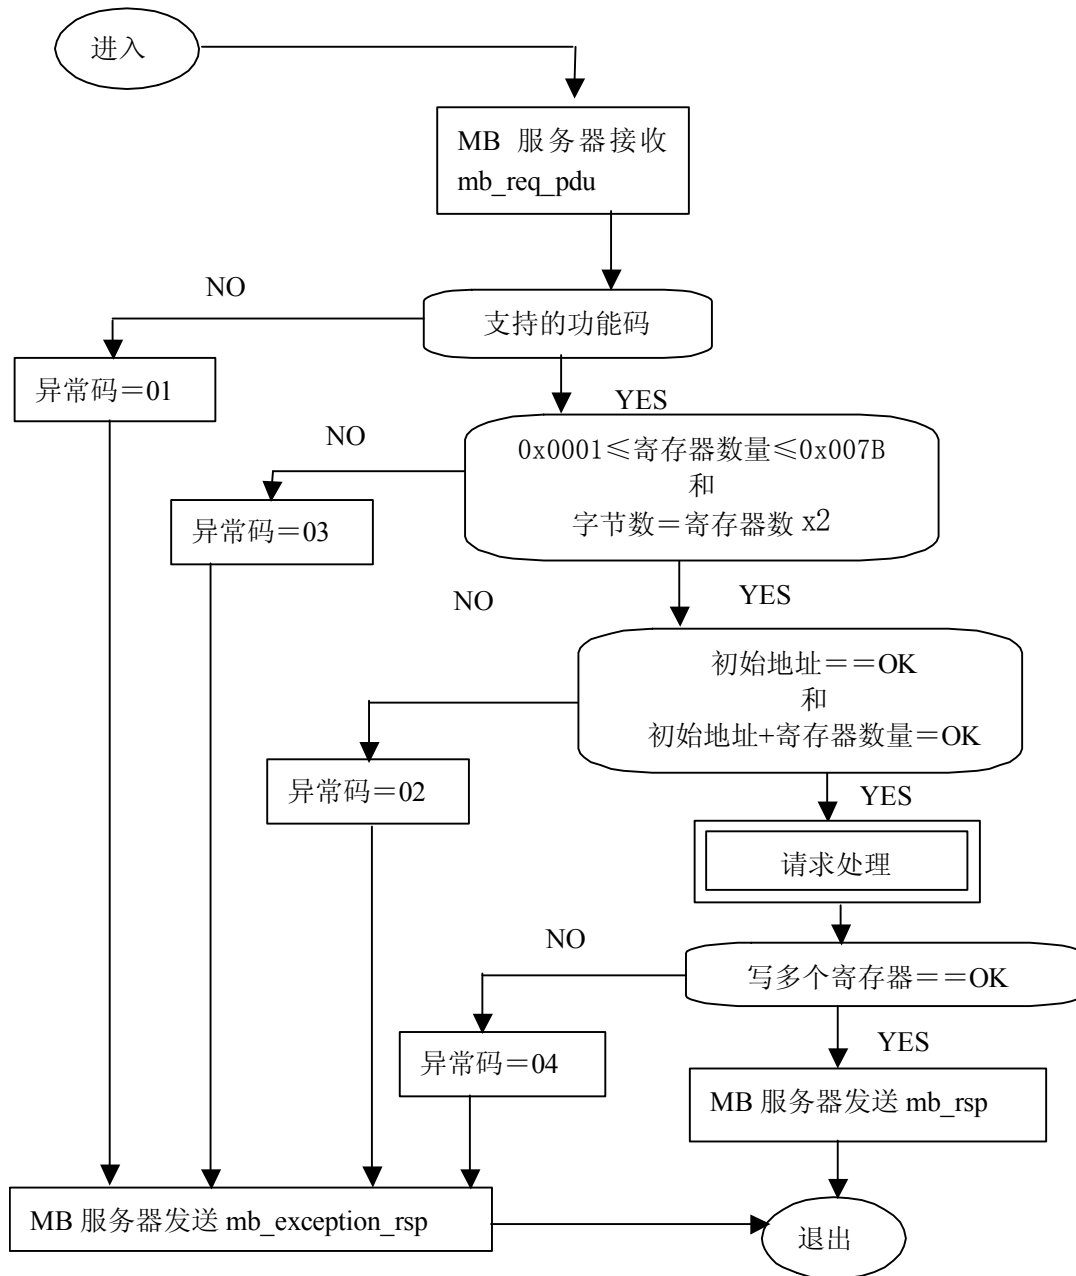 进入
MB 服务器接收
mb_req_pdu
NO
支持的功能码
异常码＝01
YES
NO
0x0001≤寄存器数量≤0x007B
和
字节数＝寄存器数 x2
异常码＝03
NO
YES
初始地址＝＝OK
和
初始地址+寄存器数量＝OK
异常码＝02
YES
请求处理
NO
写多个寄存器＝＝OK
异常码＝04
YES
MB 服务器发送 mb_rsp
MB 服务器发送 mb_exception_rsp
退出